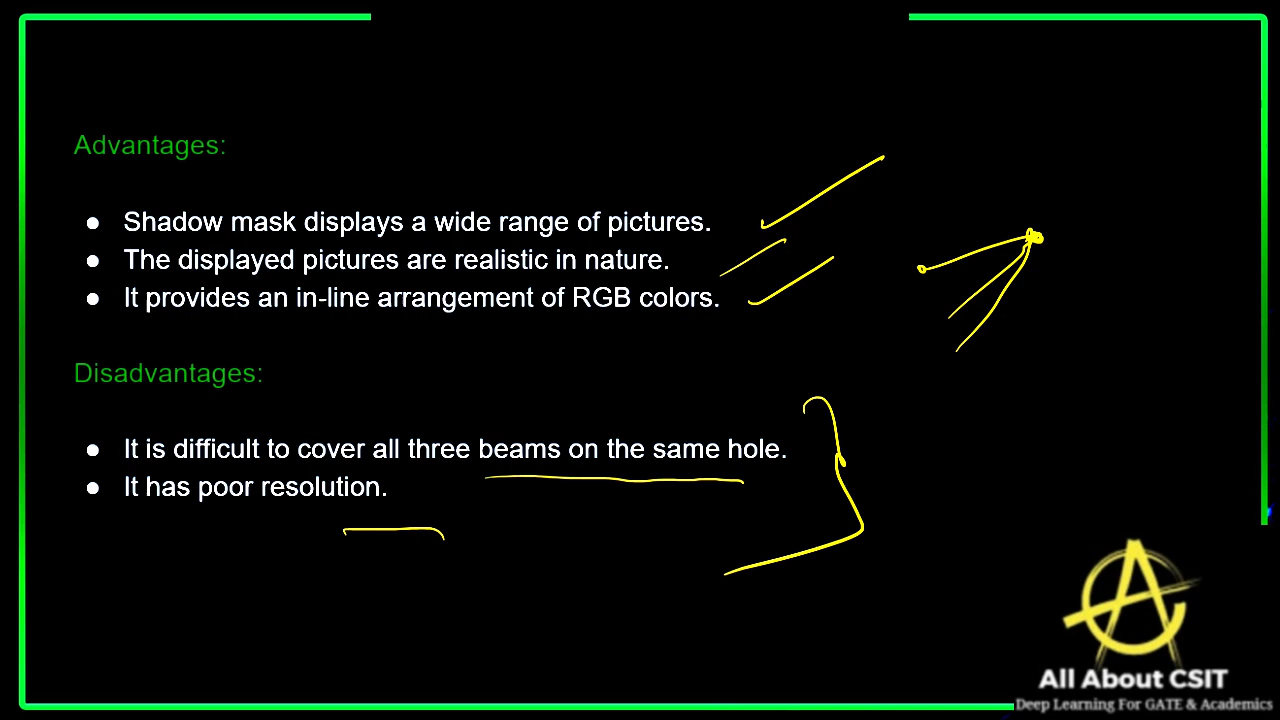 Advantages:
● Shadow mask displays a wide range of pictures.
● The displayed pictures are realistic in nature.
● It provides an in-line arrangement of RGB colors.
Disadvantages:
● It is difficult to cover all three beams on the same hole.
● It has poor resolution.
All About CSIT
Deep Learning For GATE & Academics